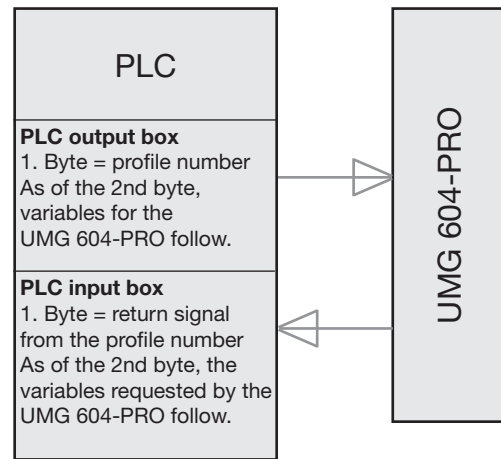 PLC
PLC output box
1. Byte = profile number
As of the 2nd byte,
variables for the
UMG 604-PRO follow.
PLC input box
1. Byte = return signal
from the profile number
As of the 2nd byte, the
variables requested by the
UMG 604-PRO follow.
UMG 604-PRO